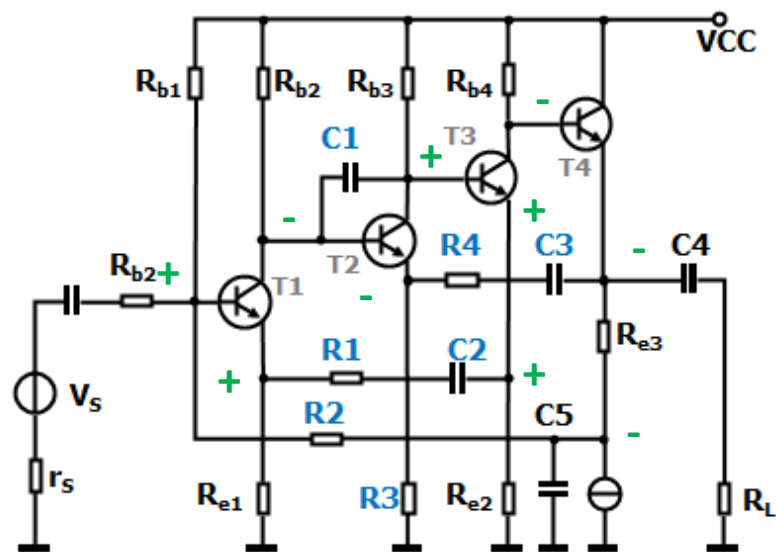 VCC
Rb1
Rb2
Rb3
Rb4
C1
+
T3
-
T4
-
+
Rb2
+
T1
T2
-
R4
C3
-
C4
+
R1
C2
+
Re3
VS
R2
C5
-
rS
Re1
R3
Re2
RL